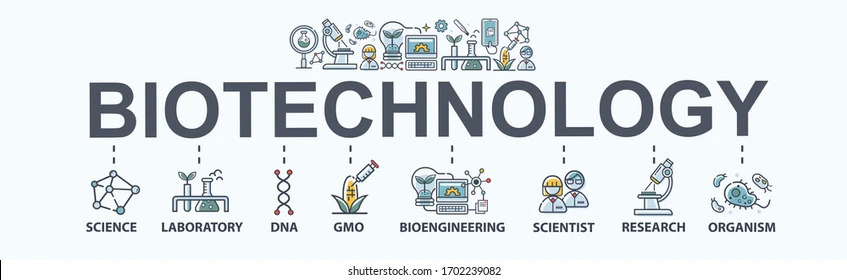 BIOTECHNOLOGY
SCIENCE LABORATORY DNA GMO BIOENGINEERING SCIENTIST RESEARCH ORGANISM
shutterstock.com · 1702239082